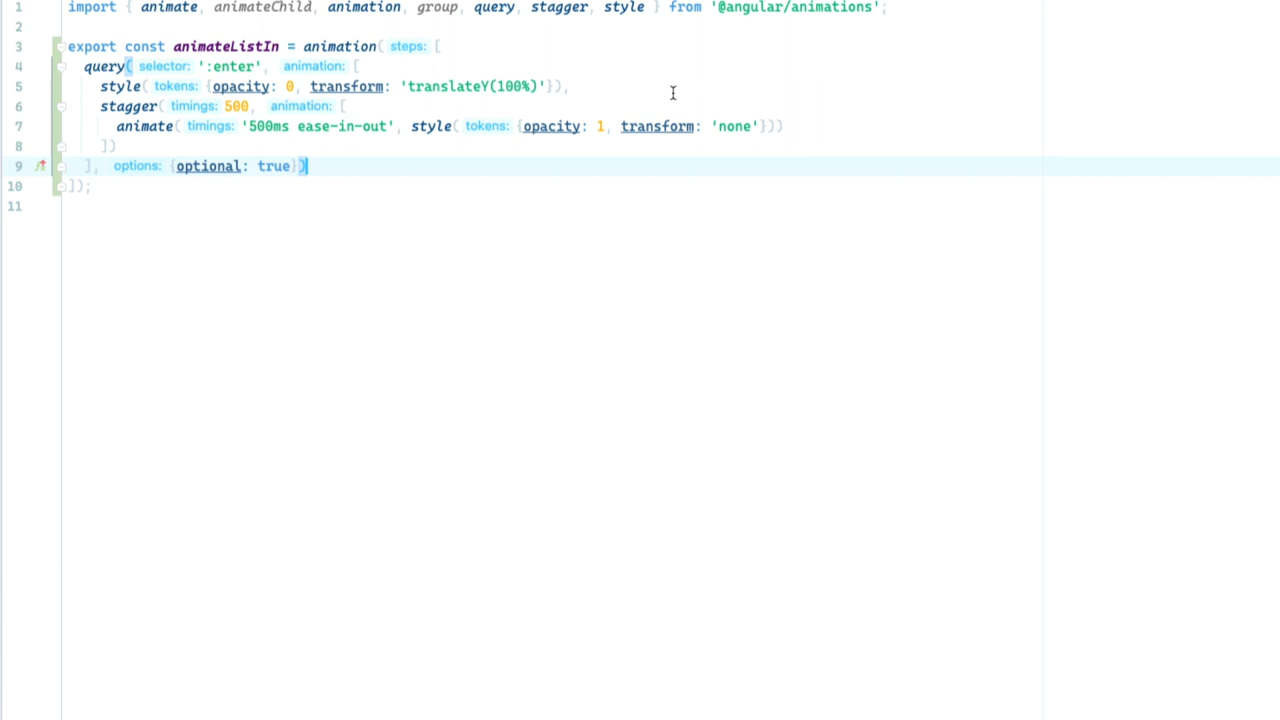 1 import { animate, animateChild, animation, group, query, stagger, style } from '@angular/animations';
2
3 export const animateListIn = animation( steps: [
4 query( selector: ':enter', animation: [
5 style( tokens: {opacity: 0, transform: 'translateY(100%)'}),
6 stagger( timings: 500, animation: [
7 animate( timings: '500ms ease-in-out', style( tokens: {opacity: 1, transform: 'none'}))
8 ])
9 ], options: {optional: true})
10 ]);
11